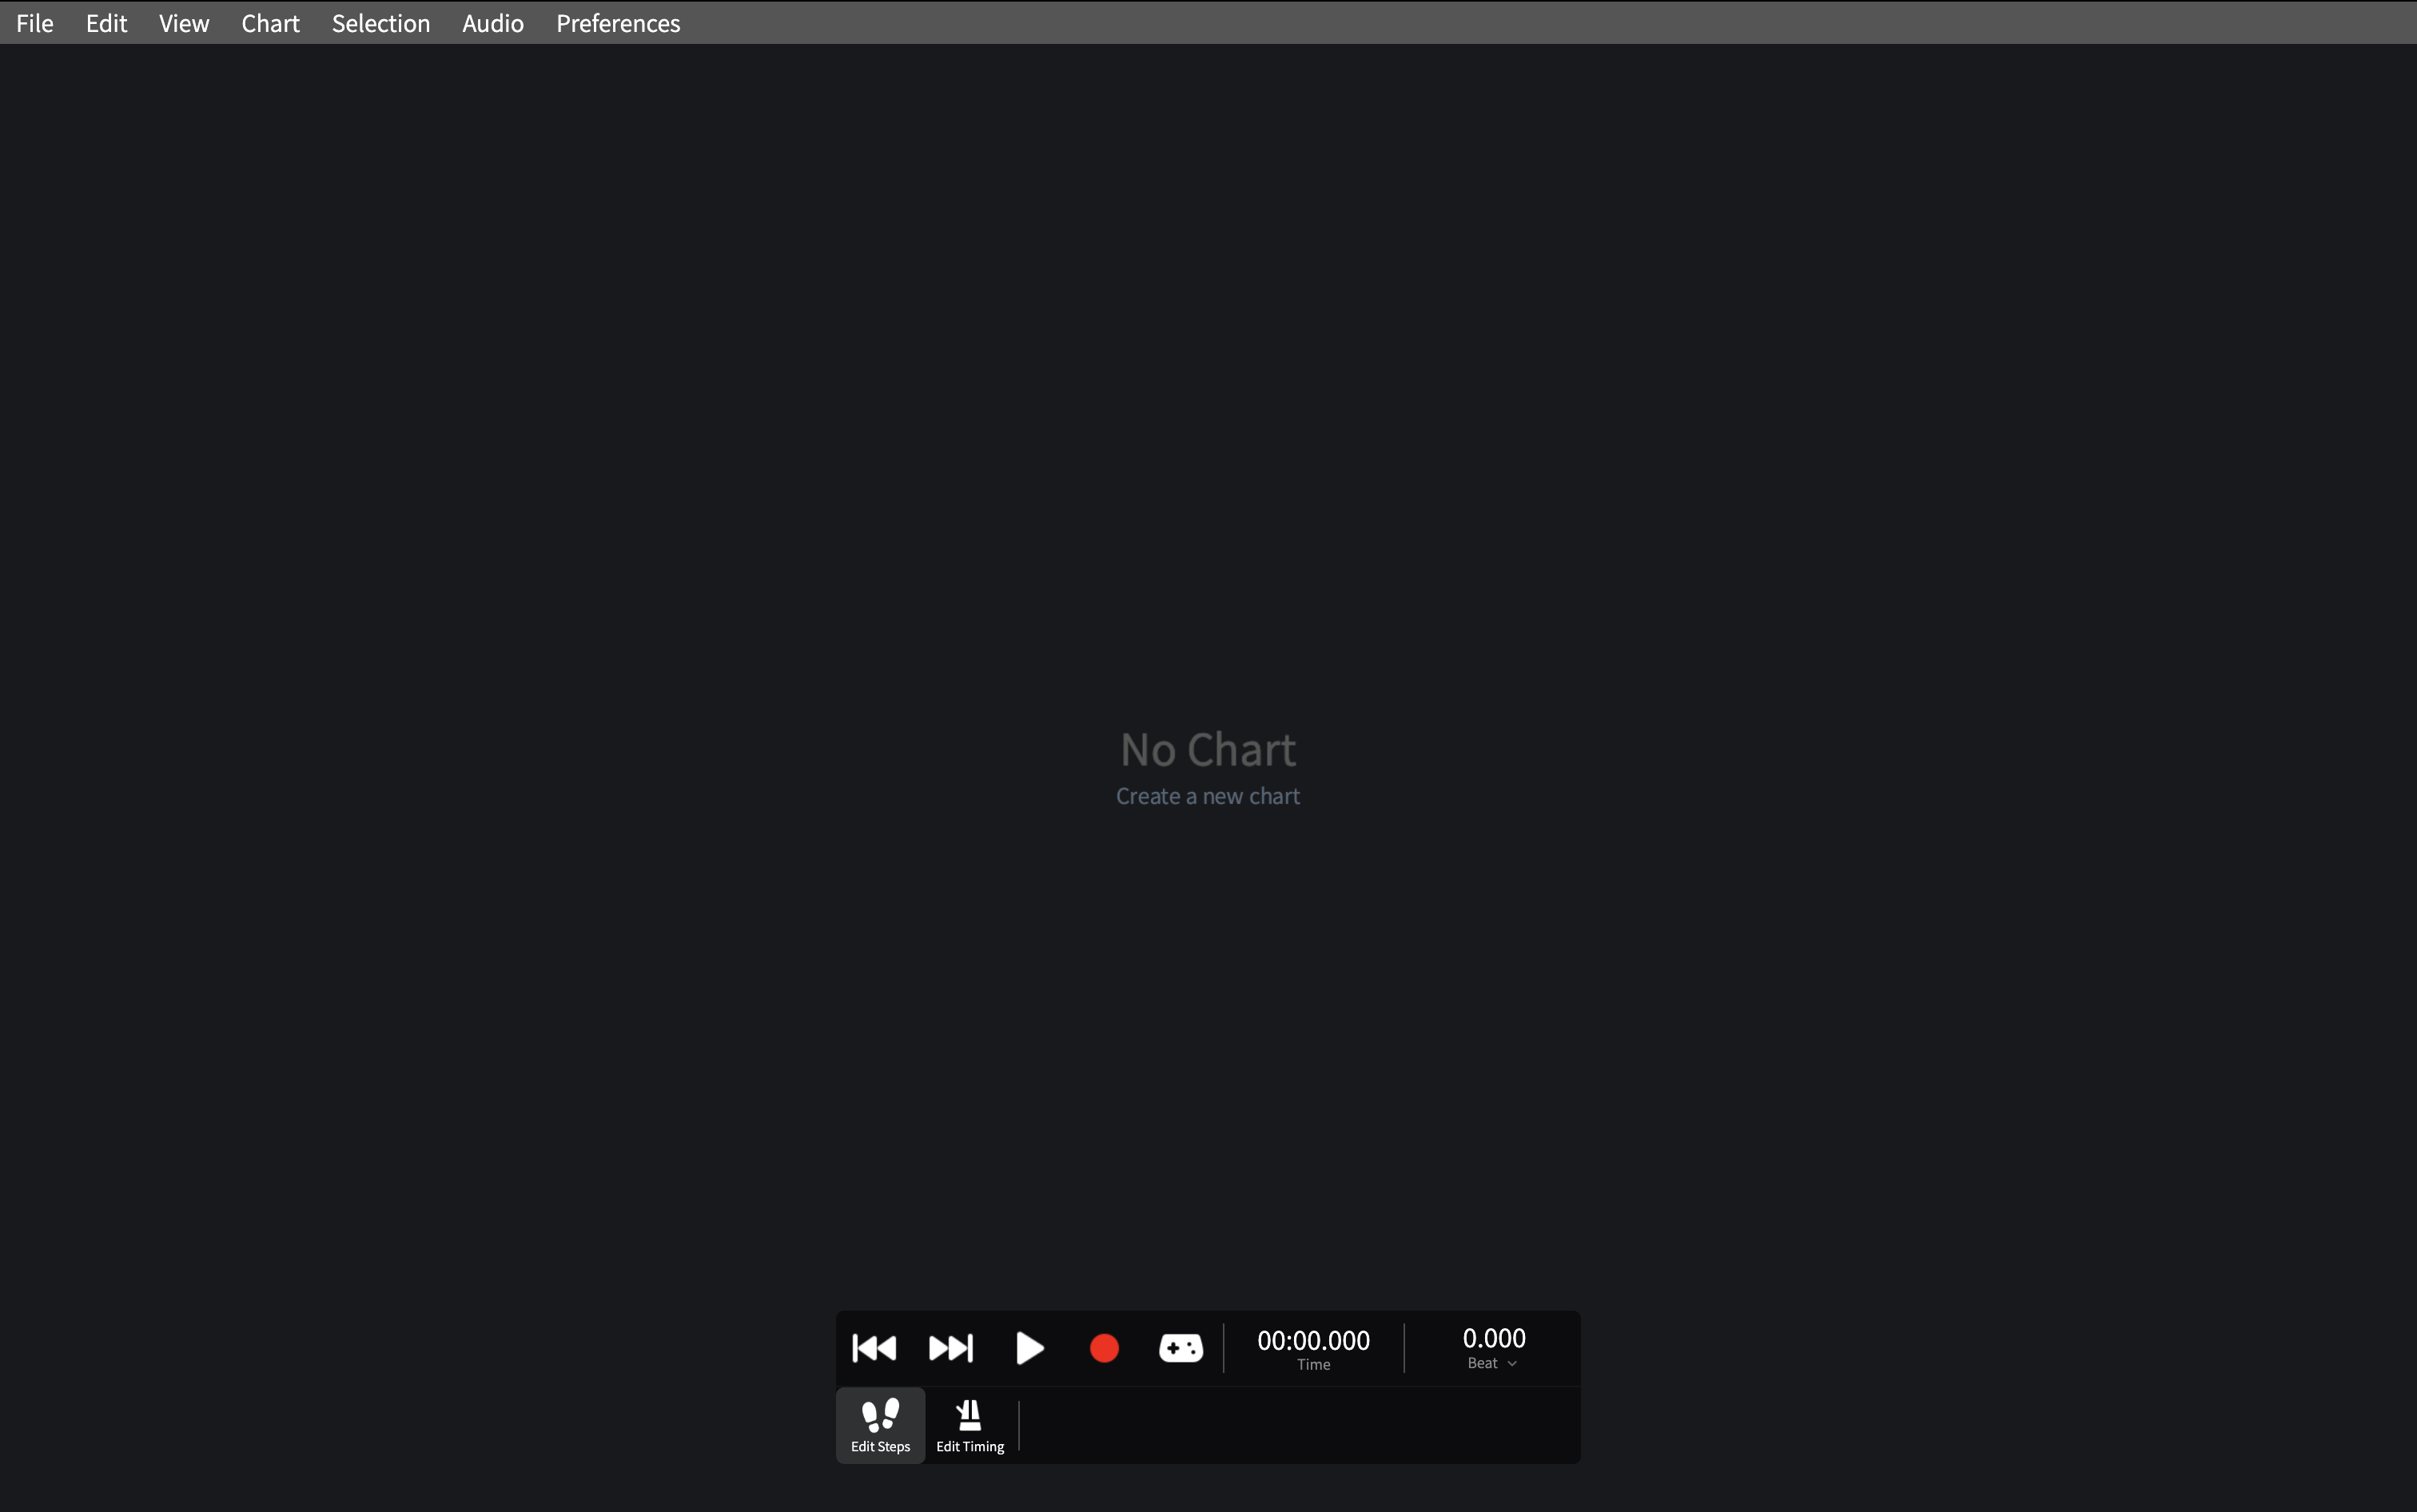 File Edit View Chart Selection Audio Preferences
No Chart
Create a new chart
00:00.000
Time
0.000
Beat
Edit Steps
Edit Timing